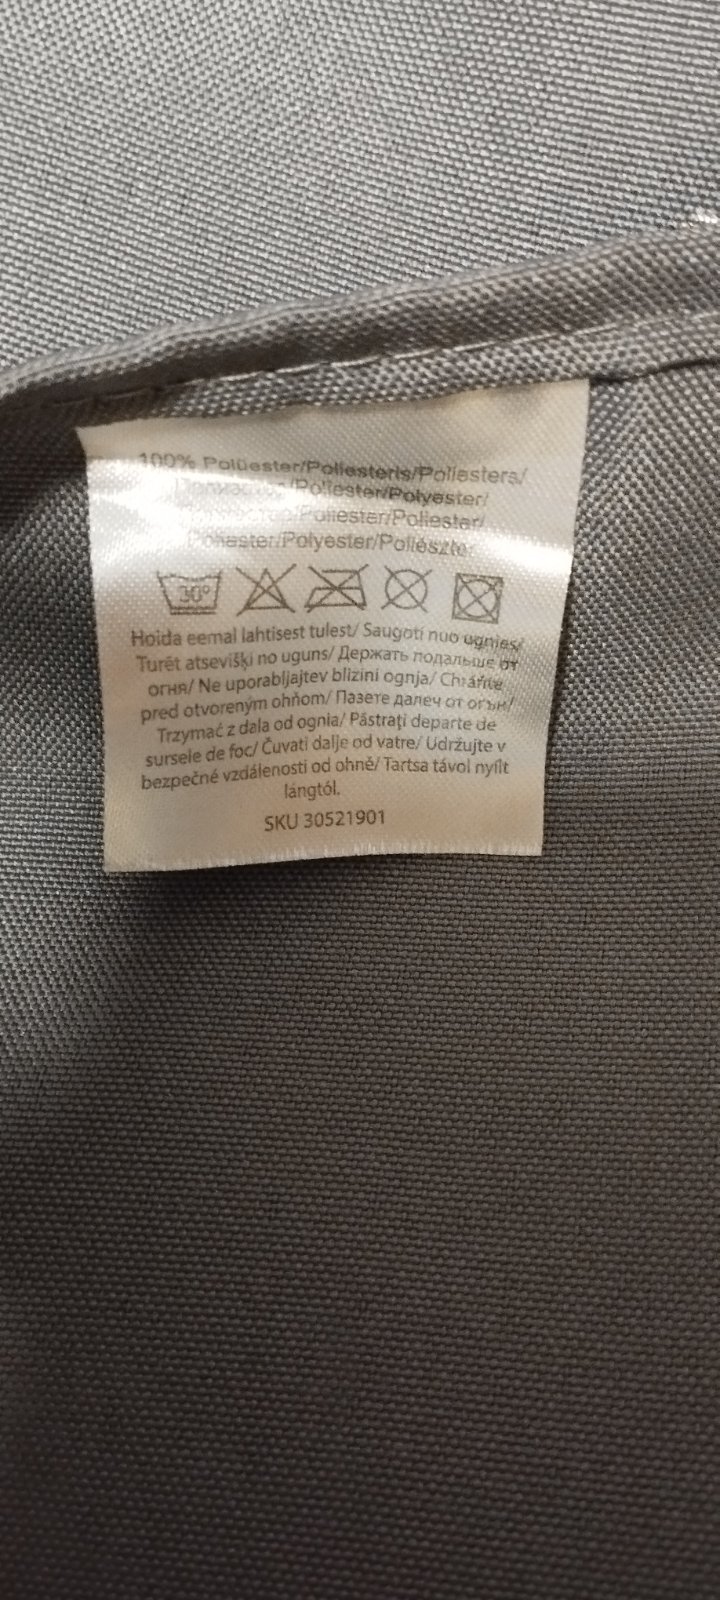 100% Polüester/Poliesteris/Poliesters/
Poliester/Polyester/
Poliester/Poliester/
Poliester/Polyester/Poliészter
30°
Hoida eemal lahtisest tulest/ Saugoti nuo ugnies/
Turēt atsevišķi no uguns/ Держать подальше от
огня/ Ne uporabljajtev blizini ognja/ Chráňte
pred otvoreným ohňom/ Пазете далеч от огън/
Trzymać z dala od ognia/ Păstrați departe de
sursele de foc/ Čuvati dalje od vatre/ Udržujte v
bezpečné vzdálenosti od ohně/ Tartsa távol nyílt
lángtól.
SKU 30521901